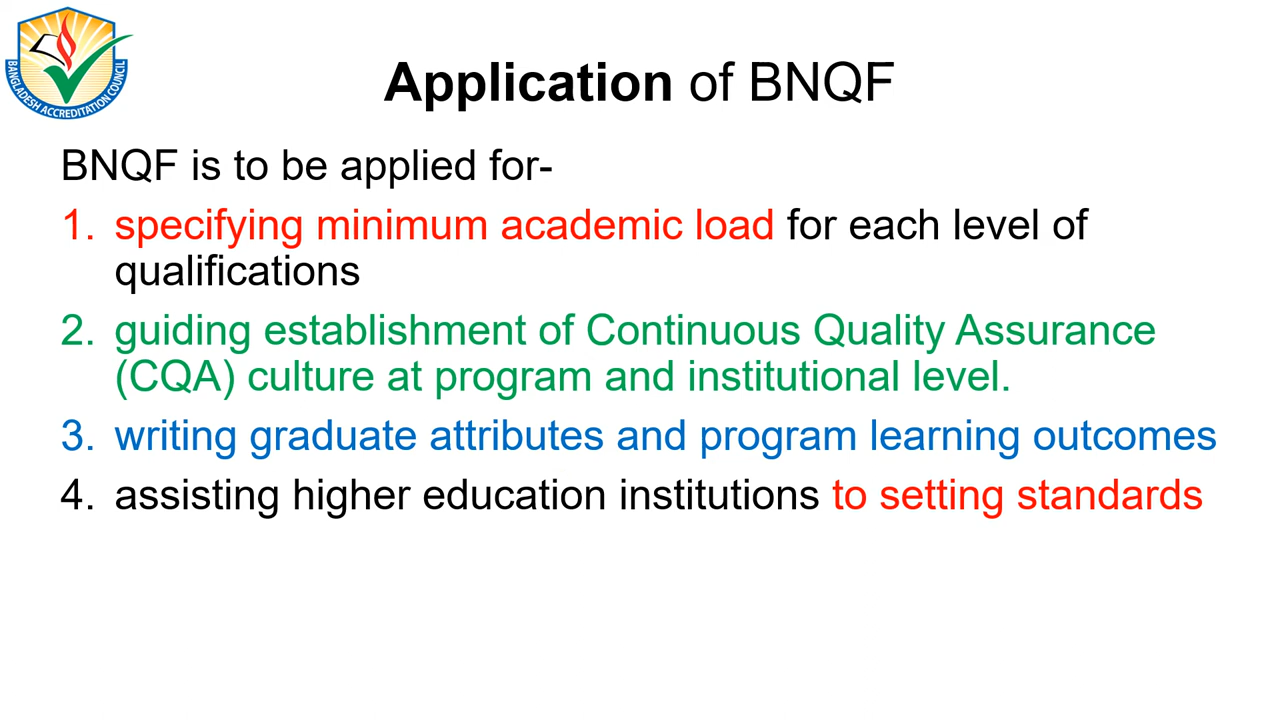 BANGLADESH ACCREDITATION COUNCIL
Application of BNQF
BNQF is to be applied for-
1. specifying minimum academic load for each level of
qualifications
2. guiding establishment of Continuous Quality Assurance
(CQA) culture at program and institutional level.
3. writing graduate attributes and program learning outcomes
4. assisting higher education institutions to setting standards